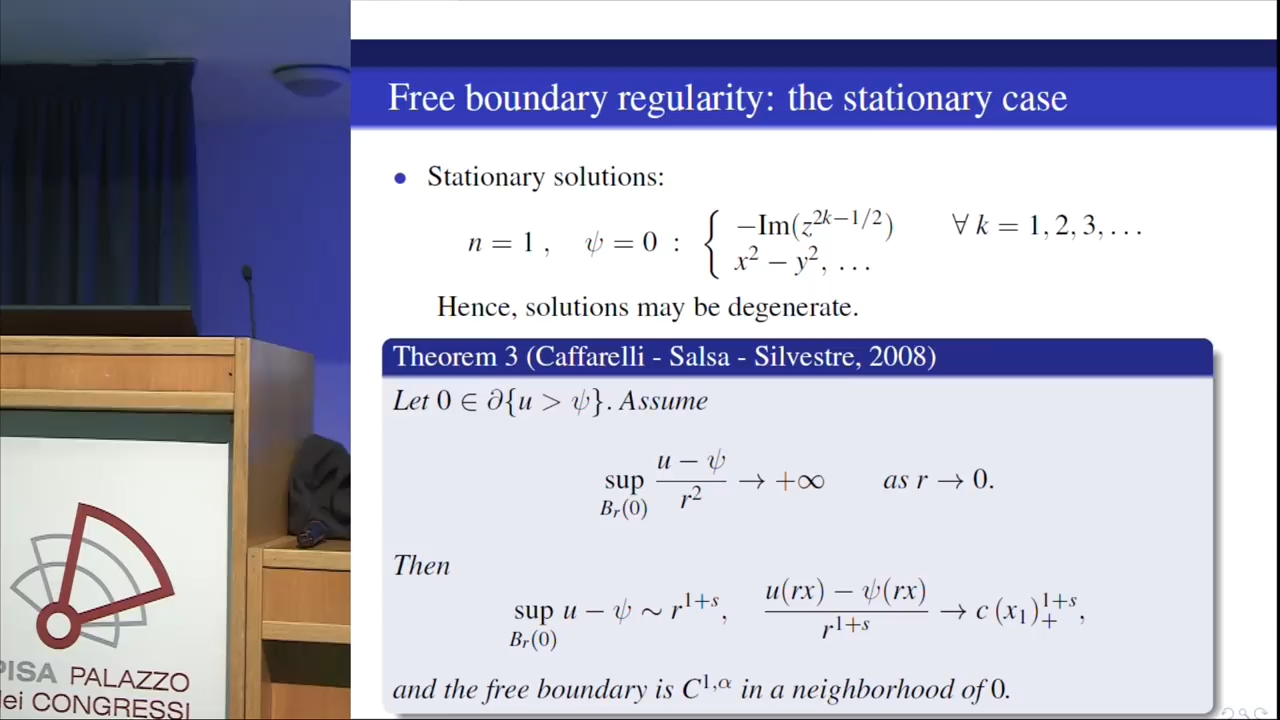 Free boundary regularity: the stationary case
• Stationary solutions:
n = 1 , ψ = 0 : { −Im(z^{2k−1/2}) ∀ k = 1, 2, 3, …
x² − y², …
Hence, solutions may be degenerate.
Theorem 3 (Caffarelli - Salsa - Silvestre, 2008)
Let 0 ∈ ∂{u > ψ}. Assume
sup_{B_r(0)} (u − ψ)/r² → +∞ as r → 0.
Then
sup_{B_r(0)} u − ψ ∼ r^{1+s}, (u(rx) − ψ(rx))/r^{1+s} → c (x₁)₊^{1+s},
and the free boundary is C^{1,α} in a neighborhood of 0.
PISA PALAZZO
dei CONGRESSI